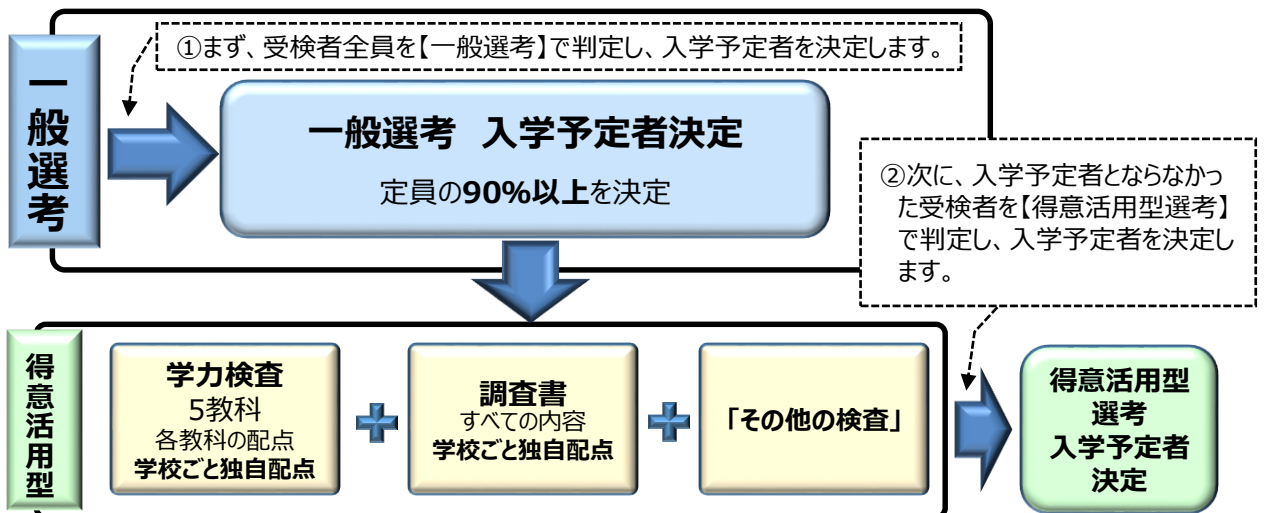 ①まず、受検者全員を【一般選考】で判定し、入学予定者を決定します。
一般選考
一般選考 入学予定者決定
定員の90%以上を決定
②次に、入学予定者とならなかっ
た受検者を【得意活用型選考】
で判定し、入学予定者を決定し
ます。
得意活用型
学力検査
5教科
各教科の配点
学校ごと独自配点
調査書
すべての内容
学校ごと独自配点
「その他の検査」
得意活用型
選考
入学予定者
決定